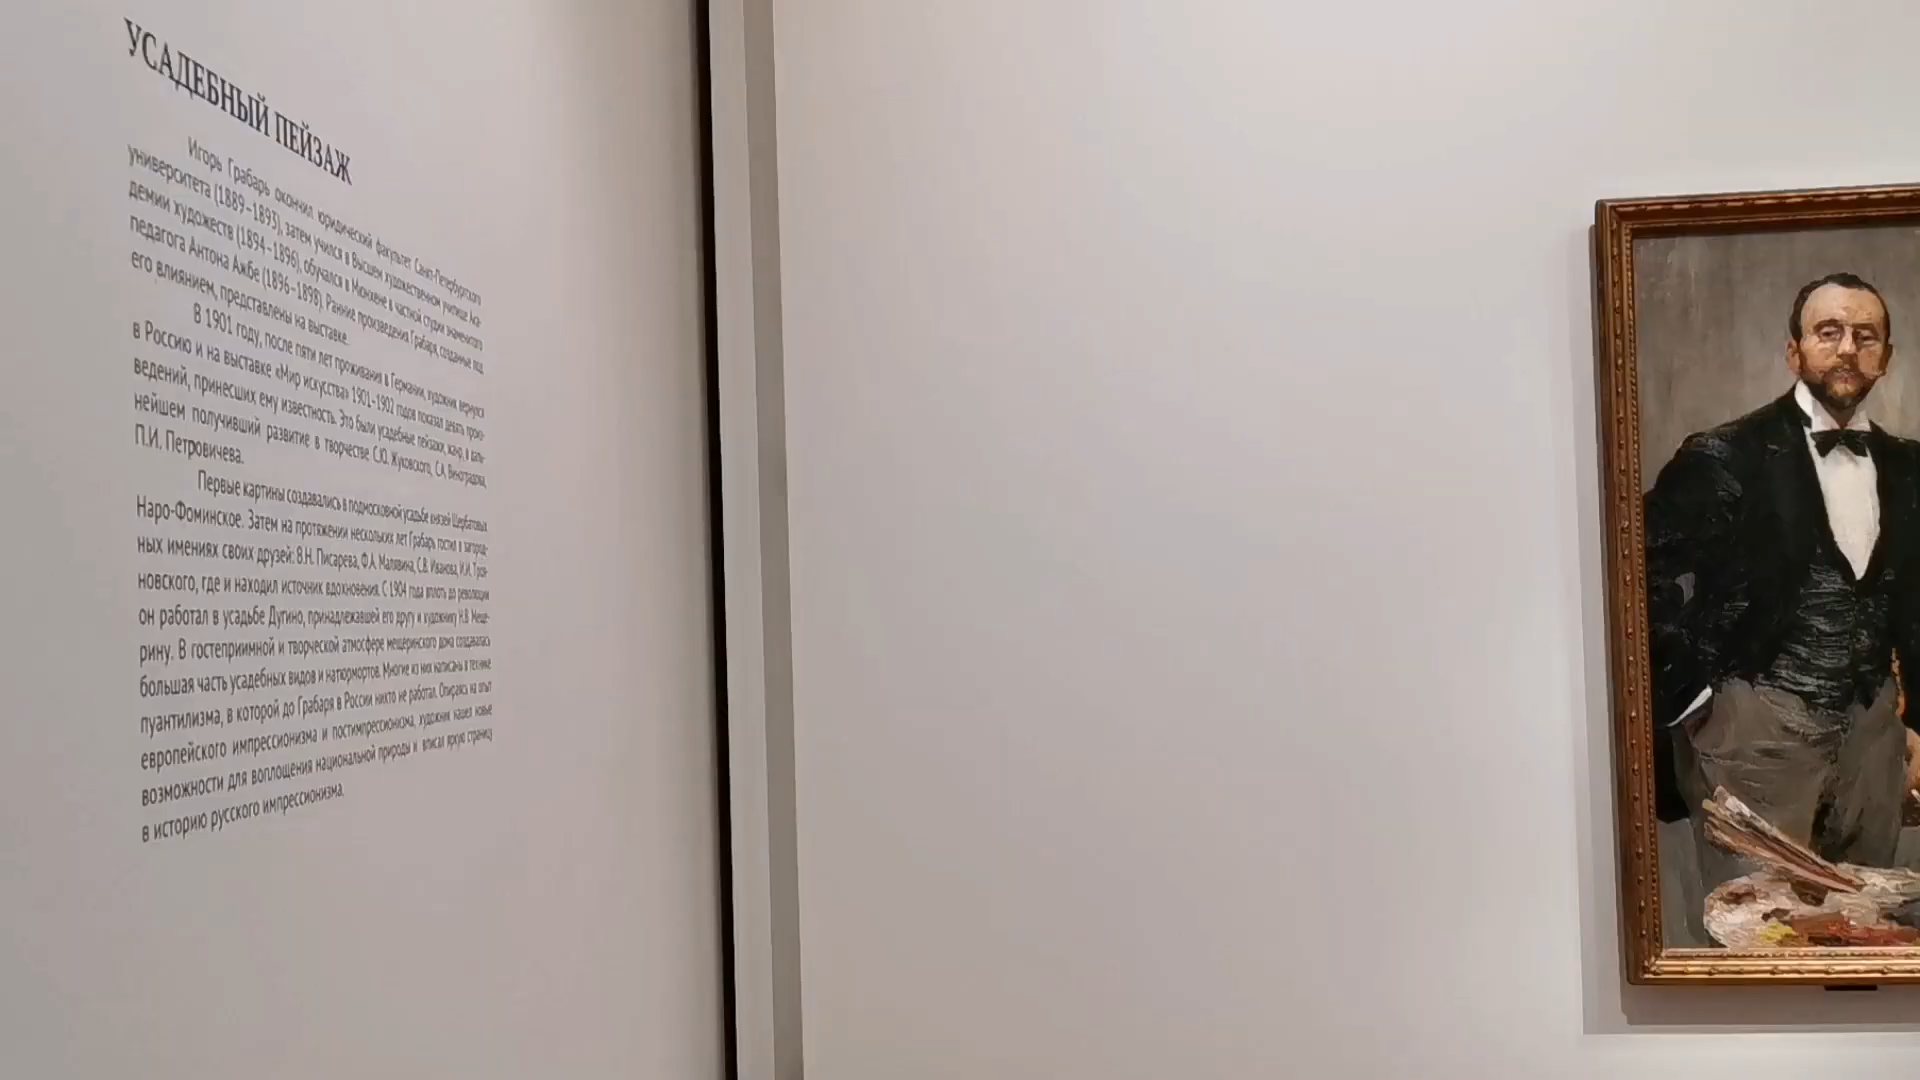 УСАДЕБНЫЙ ПЕЙЗАЖ
Игорь Грабарь окончил юридический факультет Санкт-Петербургского
университета (1889–1893), затем учился в Высшем художественном училище Ака-
демии художеств (1894–1896), обучался в Мюнхене в частной студии знаменитого
педагога Антона Ажбе (1896–1898). Ранние произведения Грабаря, созданные под
его влиянием, представлены на выставке.
В 1901 году, после пяти лет проживания в Германии, художник вернулся
в Россию и на выставке «Мир искусства» 1901–1902 годов показал девять произ-
ведений, принесших ему известность. Это были усадебные пейзажи, жанр, в даль-
нейшем получивший развитие в творчестве С.Ю. Жуковского, С.А. Виноградова,
П.И. Петровичева.
Первые картины создавались в подмосковной усадьбе князей Щербатовых
Наро-Фоминское. Затем на протяжении нескольких лет Грабарь гостил в загород-
ных имениях своих друзей: В.Н. Писарева, Ф.А. Малявина, С.В. Иванова, И.И. Троя-
новского, где и находил источник вдохновения. С 1904 года вплоть до революции
он работал в усадьбе Дугино, принадлежавшей его другу и художнику Н.В. Меще-
рину. В гостеприимной и творческой атмосфере мещеринского дома создавалась
большая часть усадебных видов и натюрмортов. Многие из них написаны в технике
пуантилизма, в которой до Грабаря в России никто не работал. Опираясь на опыт
европейского импрессионизма и постимпрессионизма, художник нашел новые
возможности для воплощения национальной природы и вписал яркую страницу
в историю русского импрессионизма.